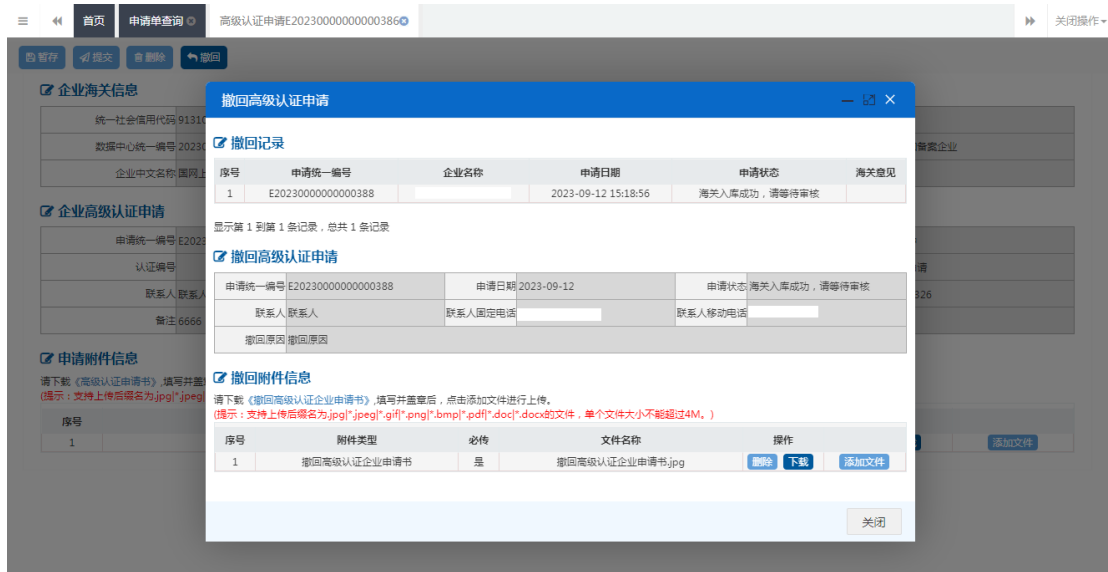 首页 申请单查询 高级认证申请E20230000000000386 关闭操作
暂存 提交 删除 撤回
企业海关信息
统一社会信用代码 9131
数据中心统一编号 2023
企业中文名称 国网上
企业高级认证申请
申请统一编号 E2023
认证编号
联系人 联系人
326
备注 6666
申请附件信息
请下载《高级认证申请书》,填写并盖
(提示：支持上传后缀名为.jpg|*.jpeg|
序号
1 添加文件
撤回高级认证申请
撤回记录
序号 申请统一编号 企业名称 申请日期 申请状态 海关意见
1 E20230000000000388 2023-09-12 15:18:56 海关入库成功，请等待审核
显示第 1 到第 1 条记录，总共 1 条记录
撤回高级认证申请
申请统一编号 E20230000000000388 申请日期 2023-09-12 申请状态 海关入库成功，请等待审核
联系人 联系人 联系人固定电话 联系人移动电话
撤回原因 撤回原因
撤回附件信息
请下载《撤回高级认证企业申请书》,填写并盖章后，点击添加文件进行上传。
(提示：支持上传后缀名为.jpg|*.jpeg|*.gif|*.png|*.bmp|*.pdf|*.doc|*.docx的文件，单个文件大小不能超过4M。)
序号 附件类型 必传 文件名称 操作
1 撤回高级认证企业申请书 是 撤回高级认证企业申请书.jpg 删除 下载 添加文件
关闭